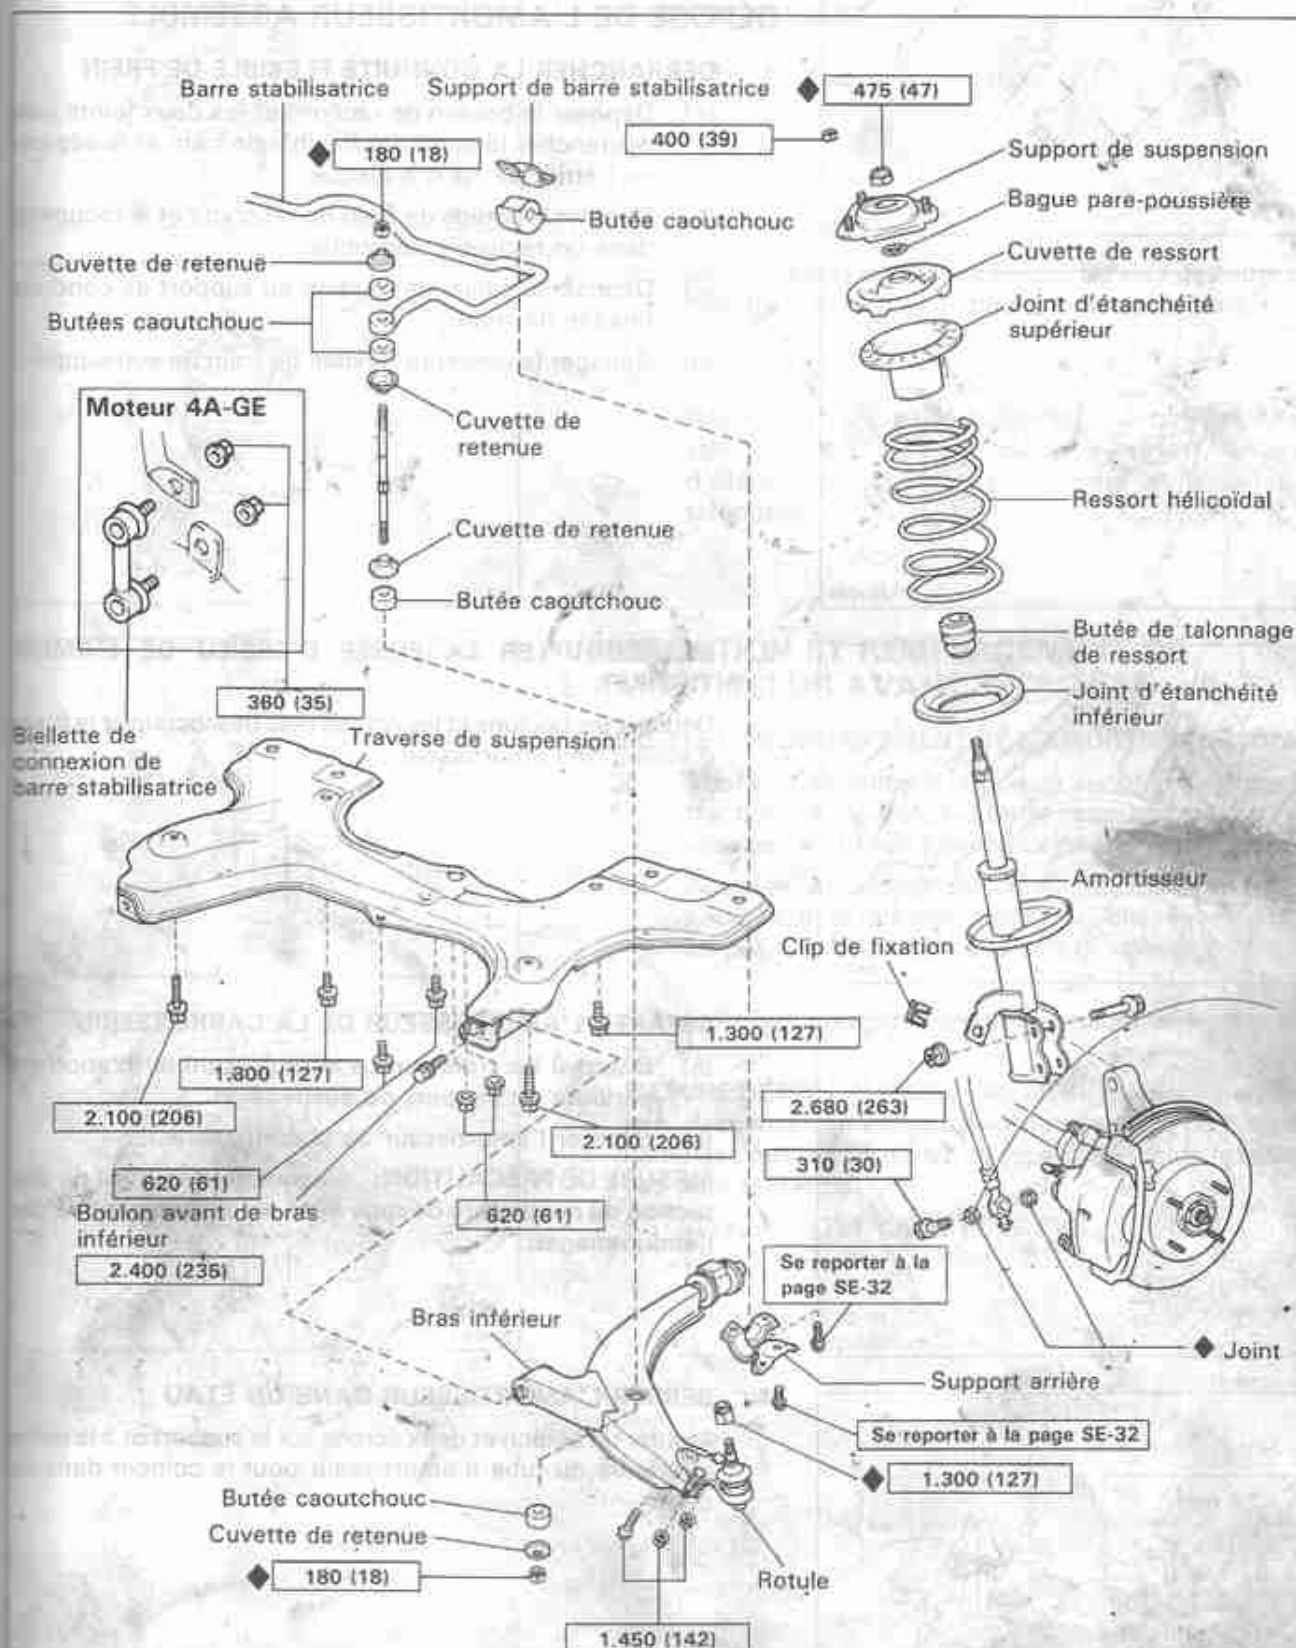 Barre stabilisatrice
Support de barre stabilisatrice
◆ 475 (47)
400 (39)
◆ 180 (18)
Support de suspension
Bague pare-poussière
Butée caoutchouc
Cuvette de retenue
Cuvette de ressort
Butées caoutchouc
Joint d'étanchéité
supérieur
Moteur 4A-GE
Cuvette de
retenue
Ressort hélicoïdal
Cuvette de retenue
Butée caoutchouc
Butée de talonnage
de ressort
360 (35)
Joint d'étanchéité
inférieur
Biellette de
connexion de
barre stabilisatrice
Traverse de suspension
Amortisseur
Clip de fixation
1.300 (127)
1.300 (127)
2.100 (206)
2.680 (263)
2.100 (206)
310 (30)
620 (61)
620 (61)
Boulon avant de bras
inférieur
2.400 (235)
Se reporter à la
page SE-32
Bras inférieur
◆ Joint
Support arrière
Se reporter à la page SE-32
◆ 1.300 (127)
Butée caoutchouc
Cuvette de retenue
◆ 180 (18)
Rotule
1.450 (142)